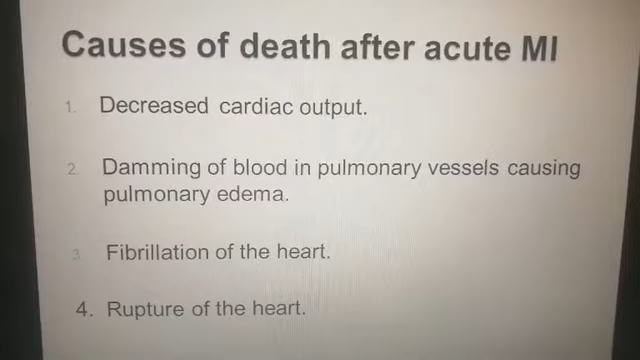 Causes of death after acute MI
1. Decreased cardiac output.
2. Damming of blood in pulmonary vessels causing
pulmonary edema.
3. Fibrillation of the heart.
4. Rupture of the heart.